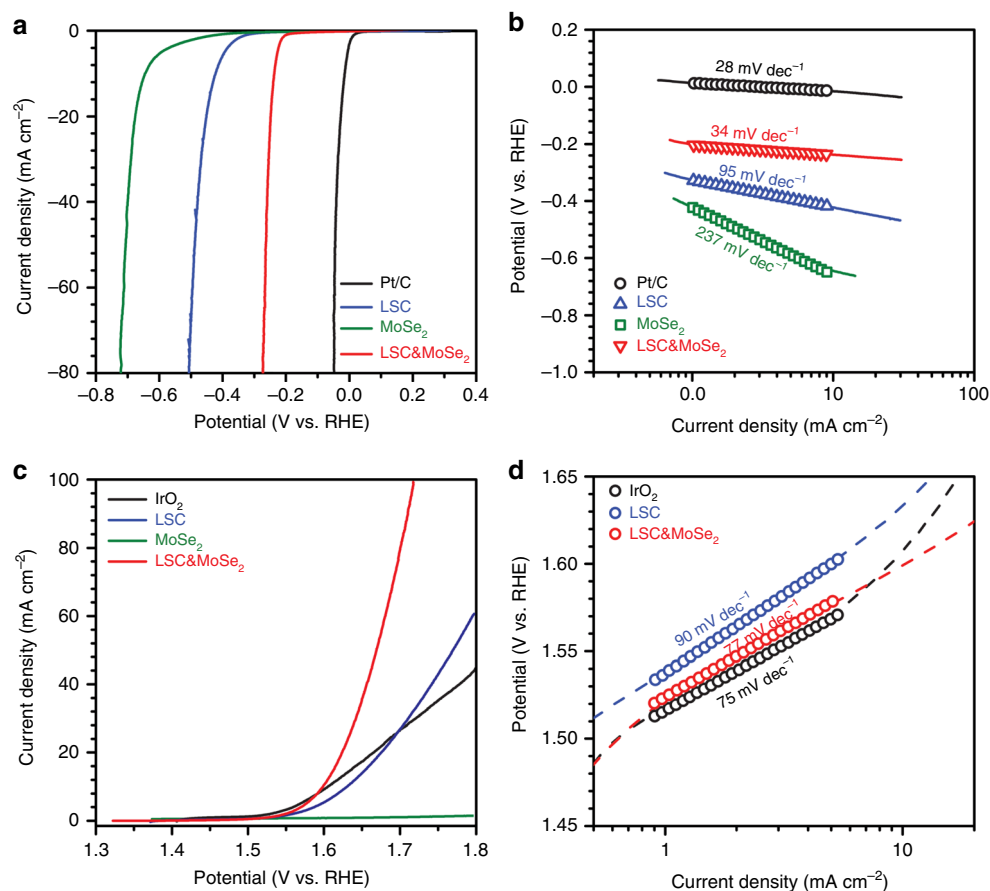 a
0
–20
–40
–60
–80
Current density (mA cm⁻²)
Pt/C
LSC
MoSe₂
LSC&MoSe₂
–0.8
–0.6
–0.4
–0.2
0.0
0.2
0.4
Potential (V vs. RHE)
b
0.2
0.0
–0.2
–0.4
–0.6
–0.8
–1.0
Potential (V vs. RHE)
28 mV dec⁻¹
34 mV dec⁻¹
95 mV dec⁻¹
237 mV dec⁻¹
Pt/C
LSC
MoSe₂
LSC&MoSe₂
0.0
10
100
Current density (mA cm⁻²)
c
100
80
60
40
20
0
Current density (mA cm⁻²)
IrO₂
LSC
MoSe₂
LSC&MoSe₂
1.3
1.4
1.5
1.6
1.7
1.8
Potential (V vs. RHE)
d
1.65
1.60
1.55
1.50
1.45
Potential (V vs. RHE)
IrO₂
LSC
LSC&MoSe₂
90 mV dec⁻¹
77 mV dec⁻¹
75 mV dec⁻¹
1
10
Current density (mA cm⁻²)